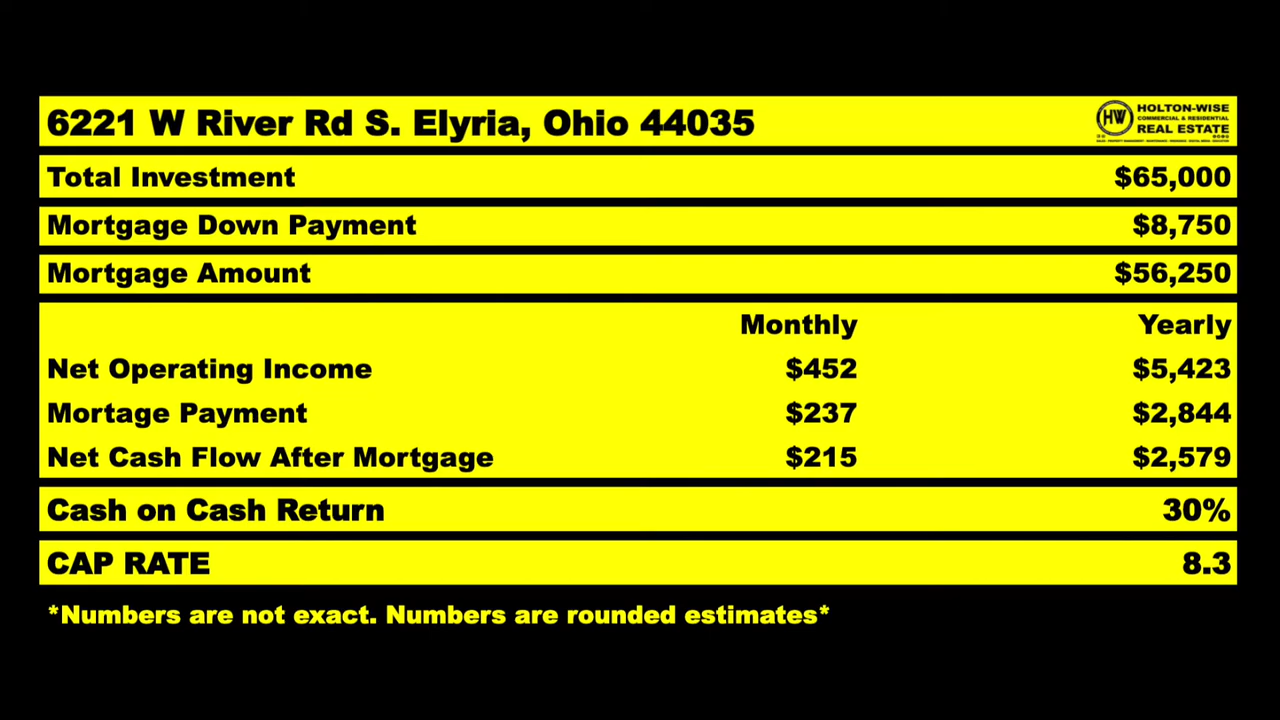 6221 W River Rd S. Elyria, Ohio 44035
HW
HOLTON-WISE
COMMERCIAL & RESIDENTIAL
REAL ESTATE
Total Investment $65,000
Mortgage Down Payment $8,750
Mortgage Amount $56,250
Monthly Yearly
Net Operating Income $452 $5,423
Mortage Payment $237 $2,844
Net Cash Flow After Mortgage $215 $2,579
Cash on Cash Return 30%
CAP RATE 8.3
*Numbers are not exact. Numbers are rounded estimates*